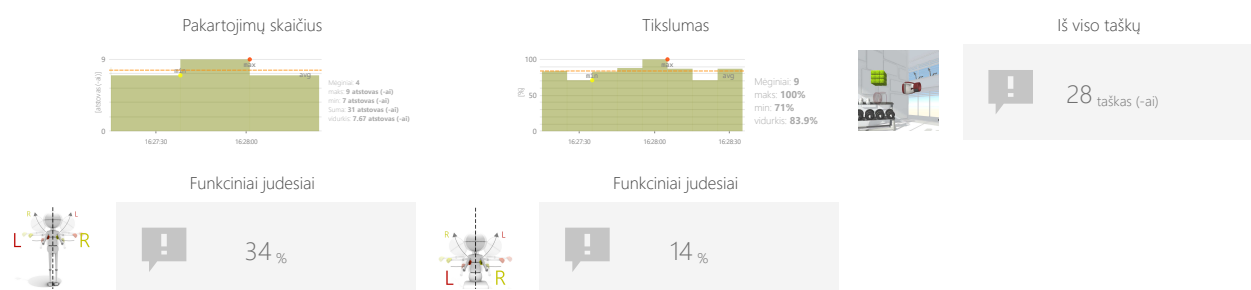 Pakartojimų skaičius
9
0
[atstovas (-ai)]
min
max
avg
16:27:30
16:28:00
Mėginiai: 4
maks: 9 atstovas (-ai)
min: 7 atstovas (-ai)
Suma: 31 atstovas (-ai)
vidurkis: 7.67 atstovas (-ai)
Tikslumas
100
50
0
[%]
min
max
avg
16:27:30
16:28:00
16:28:30
Mėginiai: 9
maks: 100%
min: 71%
vidurkis: 83.9%
Iš viso taškų
28 taškas (-ai)
Funkciniai judesiai
R L
L R
34 %
Funkciniai judesiai
R L
L R
14 %